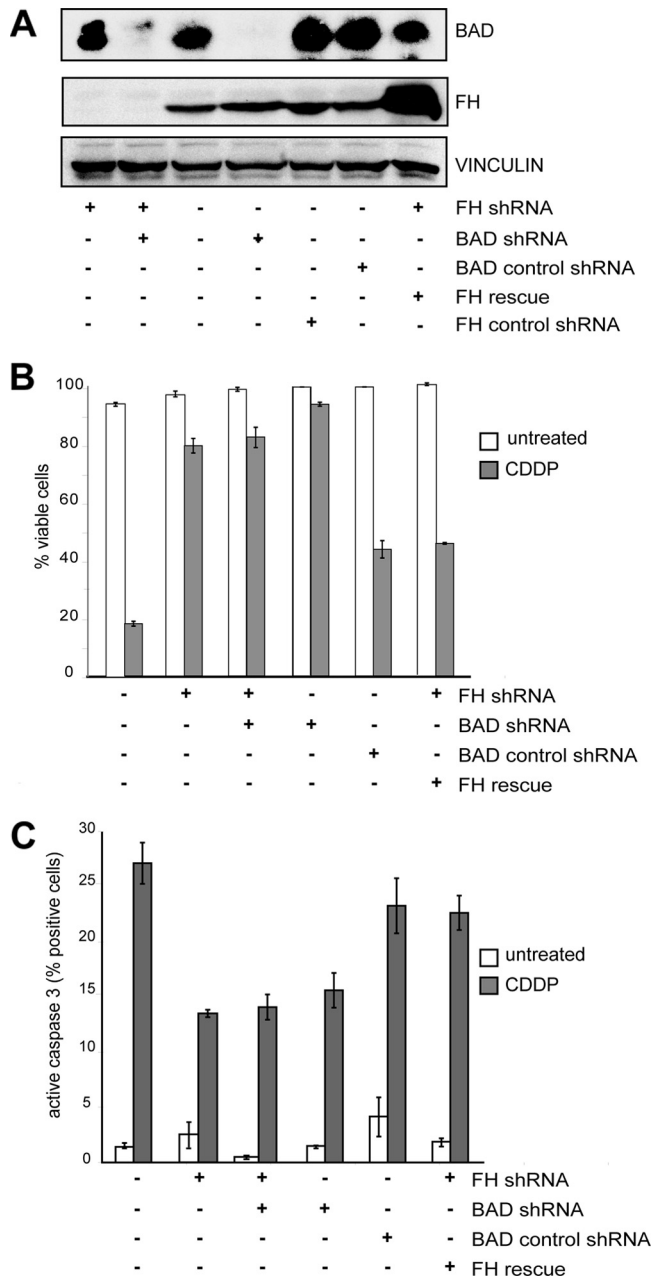 A
BAD
FH
VINCULIN
+ + - - - - + FH shRNA
- + - + - - - BAD shRNA
- - - - - + - BAD control shRNA
- - - - - - + FH rescue
- - - - + - - FH control shRNA
B
100
80
60
40
20
0
% viable cells
untreated
CDDP
- + + - - + FH shRNA
- - + + - - BAD shRNA
- - - - + - BAD control shRNA
- - - - - + FH rescue
C
30
25
20
15
10
5
0
active caspase 3 (% positive cells)
untreated
CDDP
- + + - - + FH shRNA
- - + + - - BAD shRNA
- - - - + - BAD control shRNA
- - - - - + FH rescue